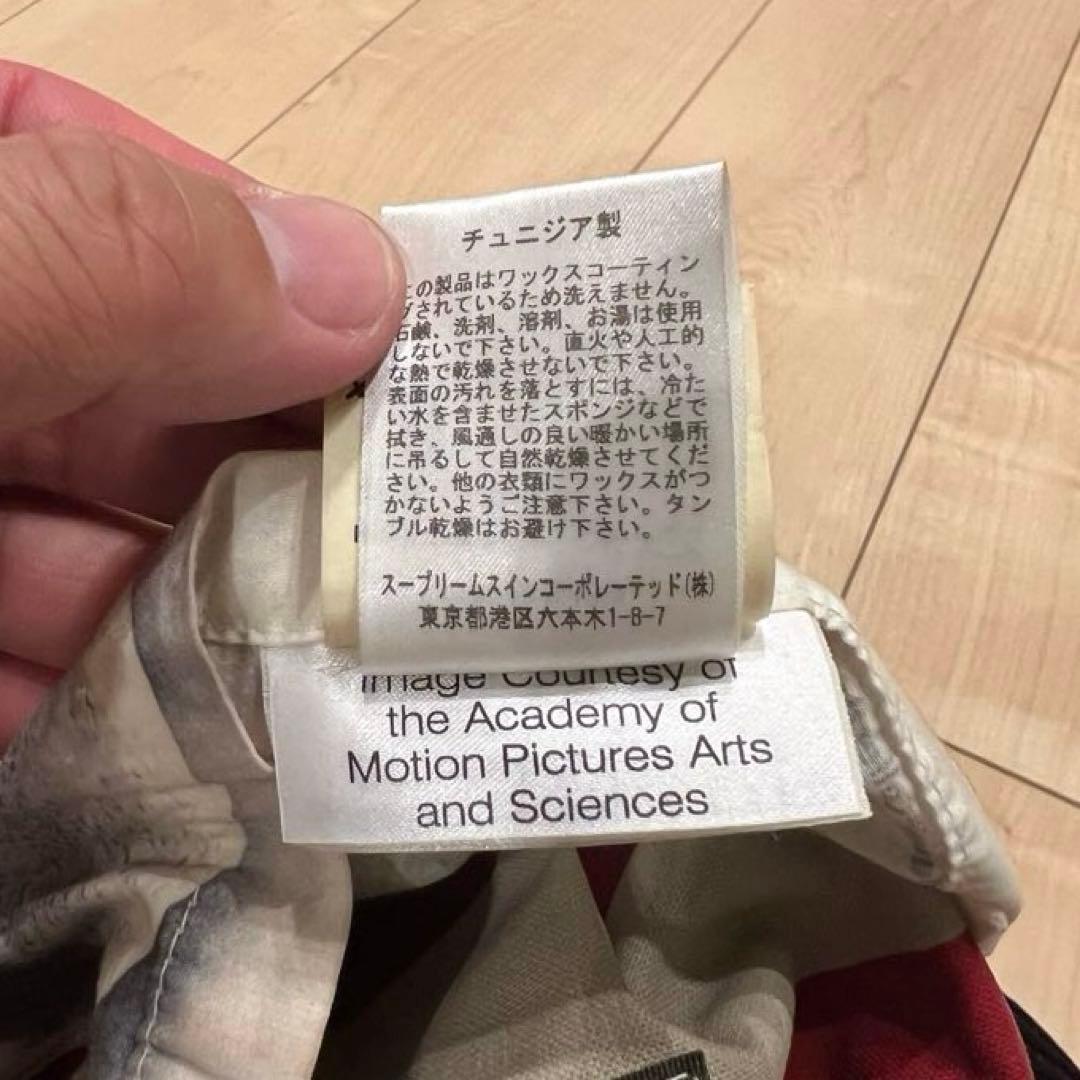 チュニジア製
の製品はワックスコーティン
グされているため洗えません。
石鹸、洗剤、溶剤、お湯は使用
しないで下さい。直火や人工的
な熱で乾燥させないで下さい。
表面の汚れを落とすには、冷た
い水を含ませたスポンジなどで
拭き、風通しの良い暖かい場所
に吊るして自然乾燥させてくだ
さい。他の衣類にワックスがつ
かないようご注意下さい。タン
ブル乾燥はお避け下さい。
スープリームスインコーポレーテッド(株)
東京都港区六本木1-8-7
Image Courtesy of
the Academy of
Motion Pictures Arts
and Sciences